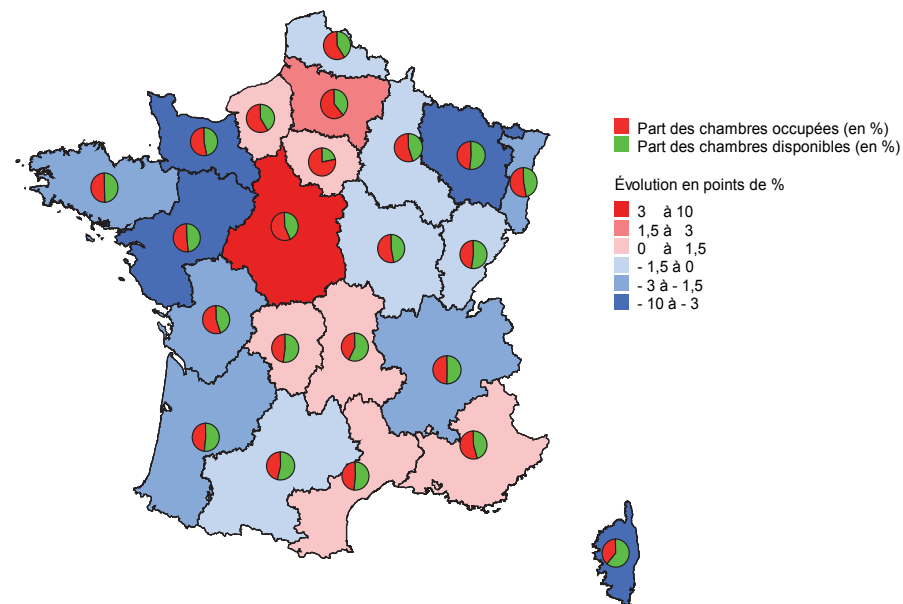 Part des chambres occupées (en %)
Part des chambres disponibles (en %)
Évolution en points de %
3 à 10
1,5 à 3
0 à 1,5
- 1,5 à 0
- 3 à - 1,5
- 10 à - 3